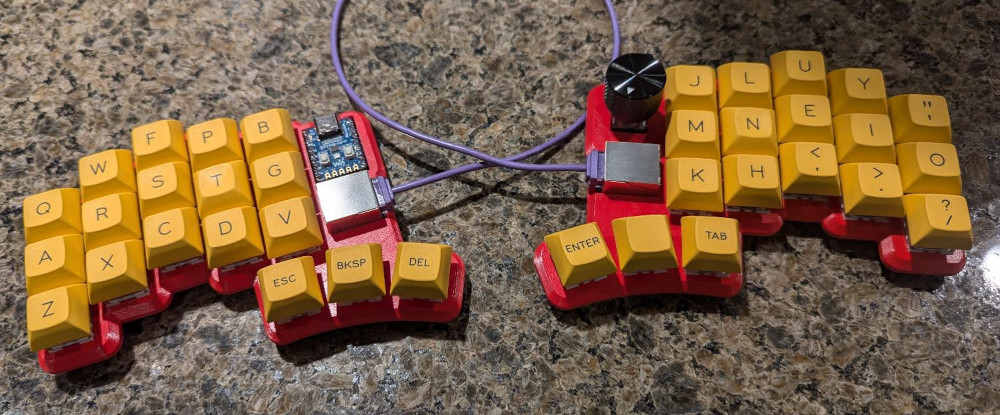 Q W F P B
A R S T G
Z X C D V
ESC BKSP DEL
J L U Y " '
M N E I O
K H < , > . ? /
ENTER TAB